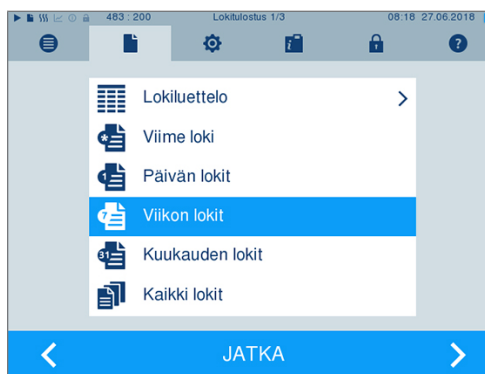 483 : 200 Lokitulostus 1/3 08:18 27.06.2018
Lokiluettelo
Viime loki
Päivän lokit
Viikon lokit
Kuukauden lokit
Kaikki lokit
JATKA